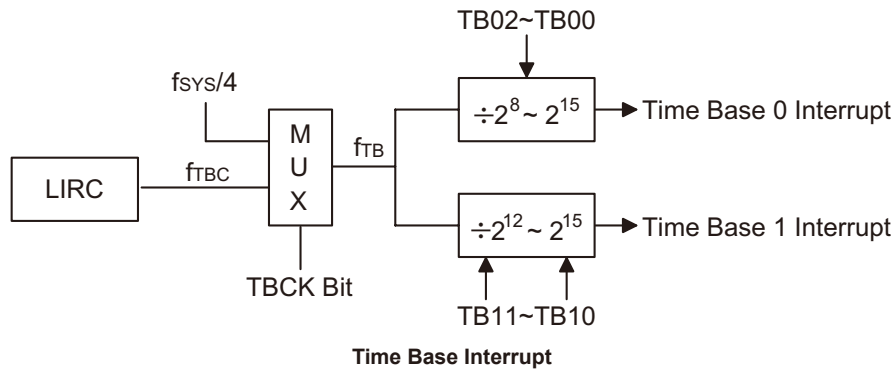 TB02~TB00
fSYS/4
÷2^8 ~ 2^15
Time Base 0 Interrupt
M
U
X
fTB
LIRC
fTBC
÷2^12 ~ 2^15
Time Base 1 Interrupt
TBCK Bit
TB11~TB10
Time Base Interrupt